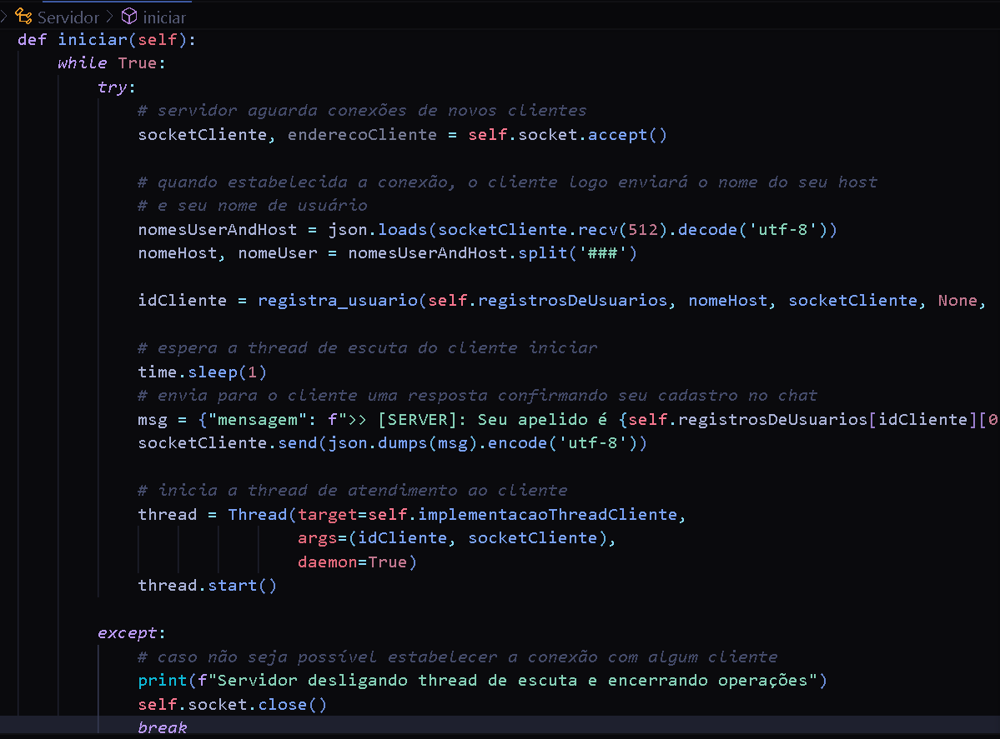 Servidor > iniciar
def iniciar(self):
while True:
try:
# servidor aguarda conexões de novos clientes
socketCliente, enderecoCliente = self.socket.accept()
# quando estabelecida a conexão, o cliente logo enviará o nome do seu host
# e seu nome de usuário
nomesUserAndHost = json.loads(socketCliente.recv(512).decode('utf-8'))
nomeHost, nomeUser = nomesUserAndHost.split('###')
idCliente = registra_usuario(self.registrosDeUsuarios, nomeHost, socketCliente, None,
# espera a thread de escuta do cliente iniciar
time.sleep(1)
# envia para o cliente uma resposta confirmando seu cadastro no chat
msg = {"mensagem": f">> [SERVER]: Seu apelido é {self.registrosDeUsuarios[idCliente][0
socketCliente.send(json.dumps(msg).encode('utf-8'))
# inicia a thread de atendimento ao cliente
thread = Thread(target=self.implementacaoThreadCliente,
args=(idCliente, socketCliente),
daemon=True)
thread.start()
except:
# caso não seja possível estabelecer a conexão com algum cliente
print(f"Servidor desligando thread de escuta e encerrando operações")
self.socket.close()
break